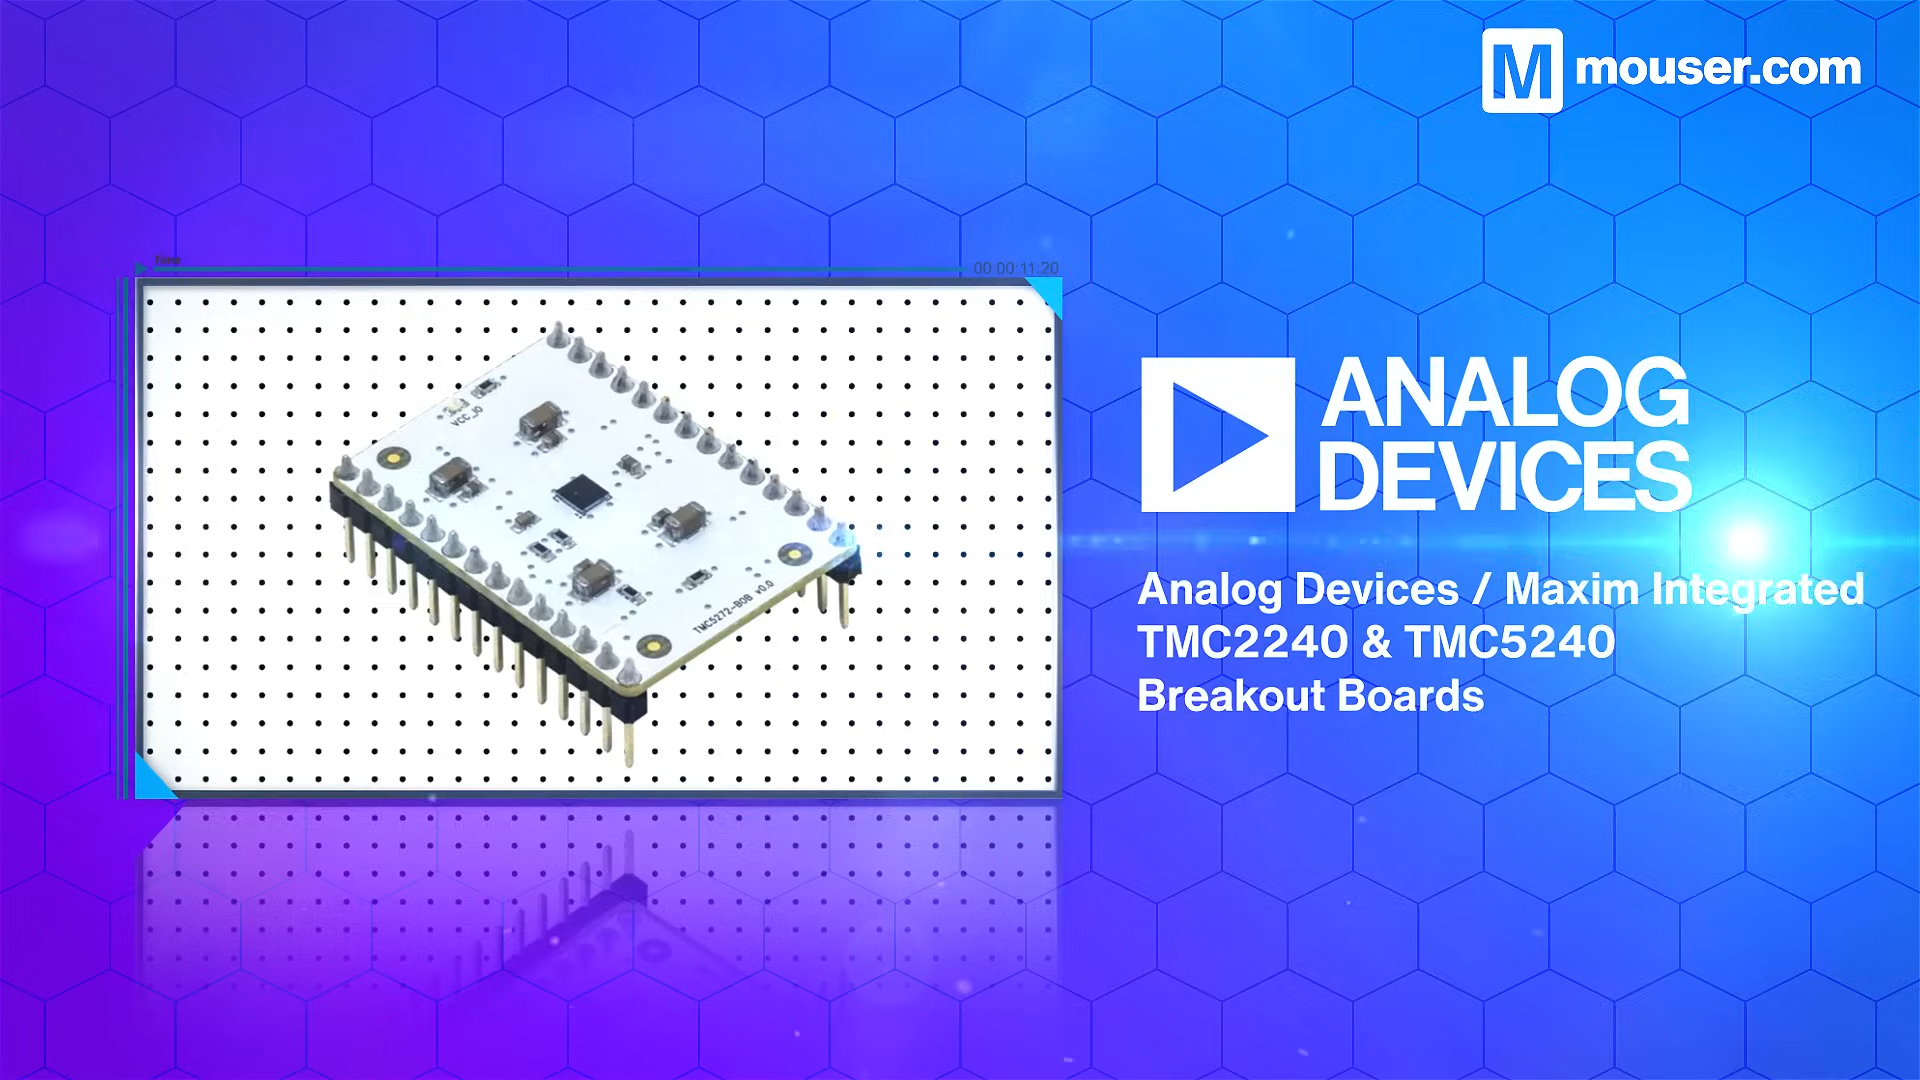 M mouser.com
Time
00:00:11:20
VCC_IO
TMC5272-BOB v0.0
ANALOG
DEVICES
Analog Devices / Maxim Integrated
TMC2240 & TMC5240
Breakout Boards